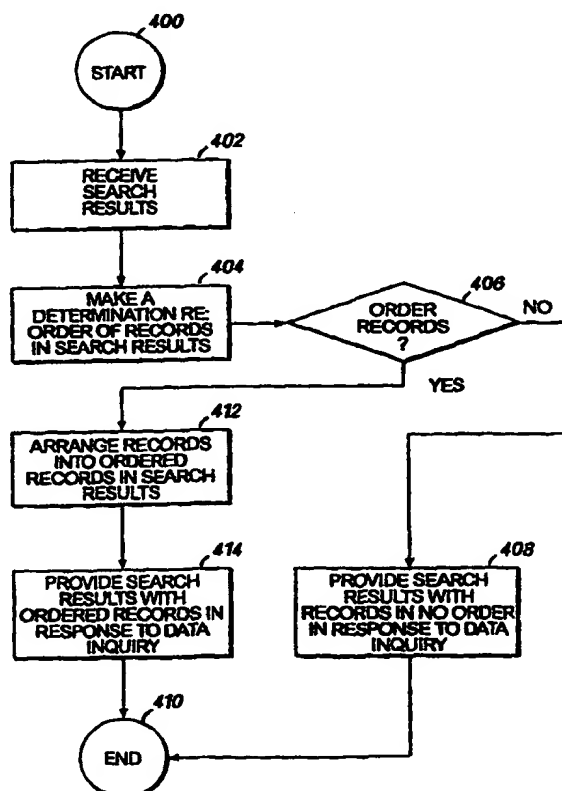 400
START
402
RECEIVE
SEARCH
RESULTS
404
MAKE A
DETERMINATION RE:
ORDER OF RECORDS
IN SEARCH RESULTS
406
ORDER
RECORDS
?
NO
YES
412
ARRANGE RECORDS
INTO ORDERED
RECORDS IN SEARCH
RESULTS
414
PROVIDE SEARCH
RESULTS WITH
ORDERED RECORDS IN
RESPONSE TO DATA
INQUIRY
408
PROVIDE SEARCH
RESULTS WITH
RECORDS IN NO ORDER
IN RESPONSE TO DATA
INQUIRY
410
END